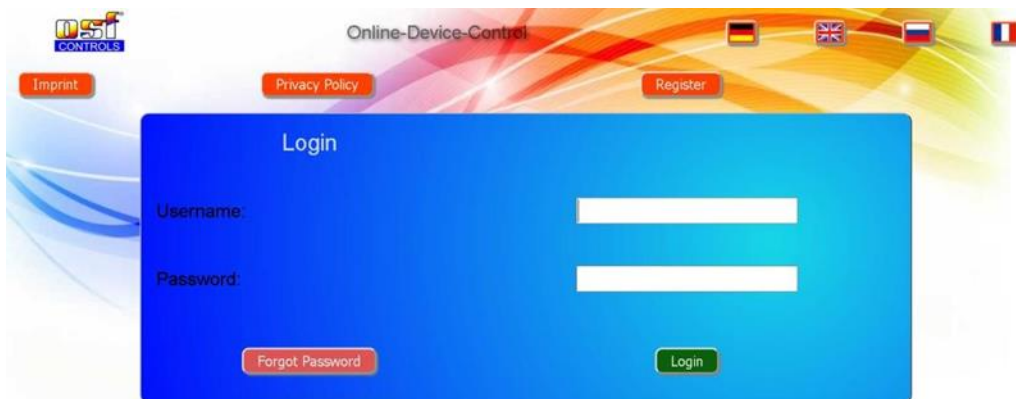 osf
CONTROLS
Online-Device-Control
Imprint
Privacy Policy
Register
Login
Username:
Password:
Forgot Password
Login